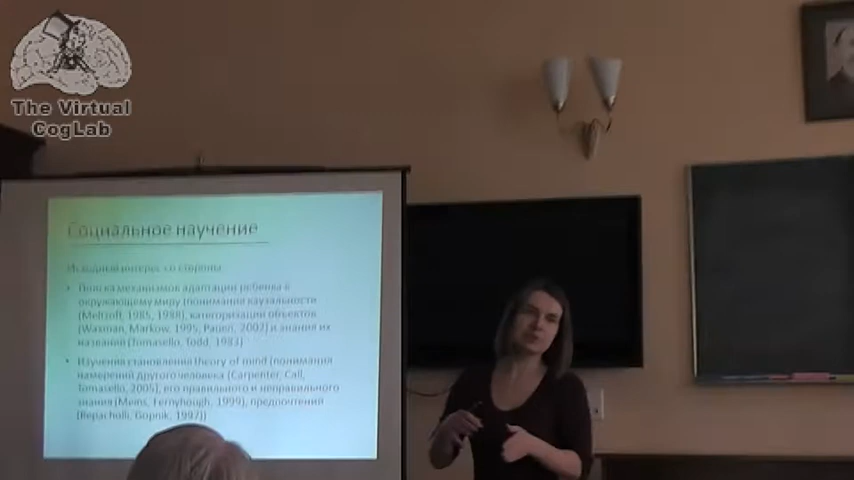 The Virtual
CogLab
Социальное научение
Исходный интерес со стороны
• Поиска механизмов адаптации ребенка к
окружающему миру (понимания каузальности
(Meltzoff, 1985, 1988), категоризации объектов
(Waxman, Markow, 1995, Pauen, 2002) и знания их
названий (Tomasello, Todd, 1983)
• Изучения становления theory of mind (понимания
намерений другого человека (Carpenter, Call,
Tomasello, 2005), его правильного и неправильного
знания (Meins, Fernyhough, 1999), предпочтений
(Repacholi, Gopnik, 1997))